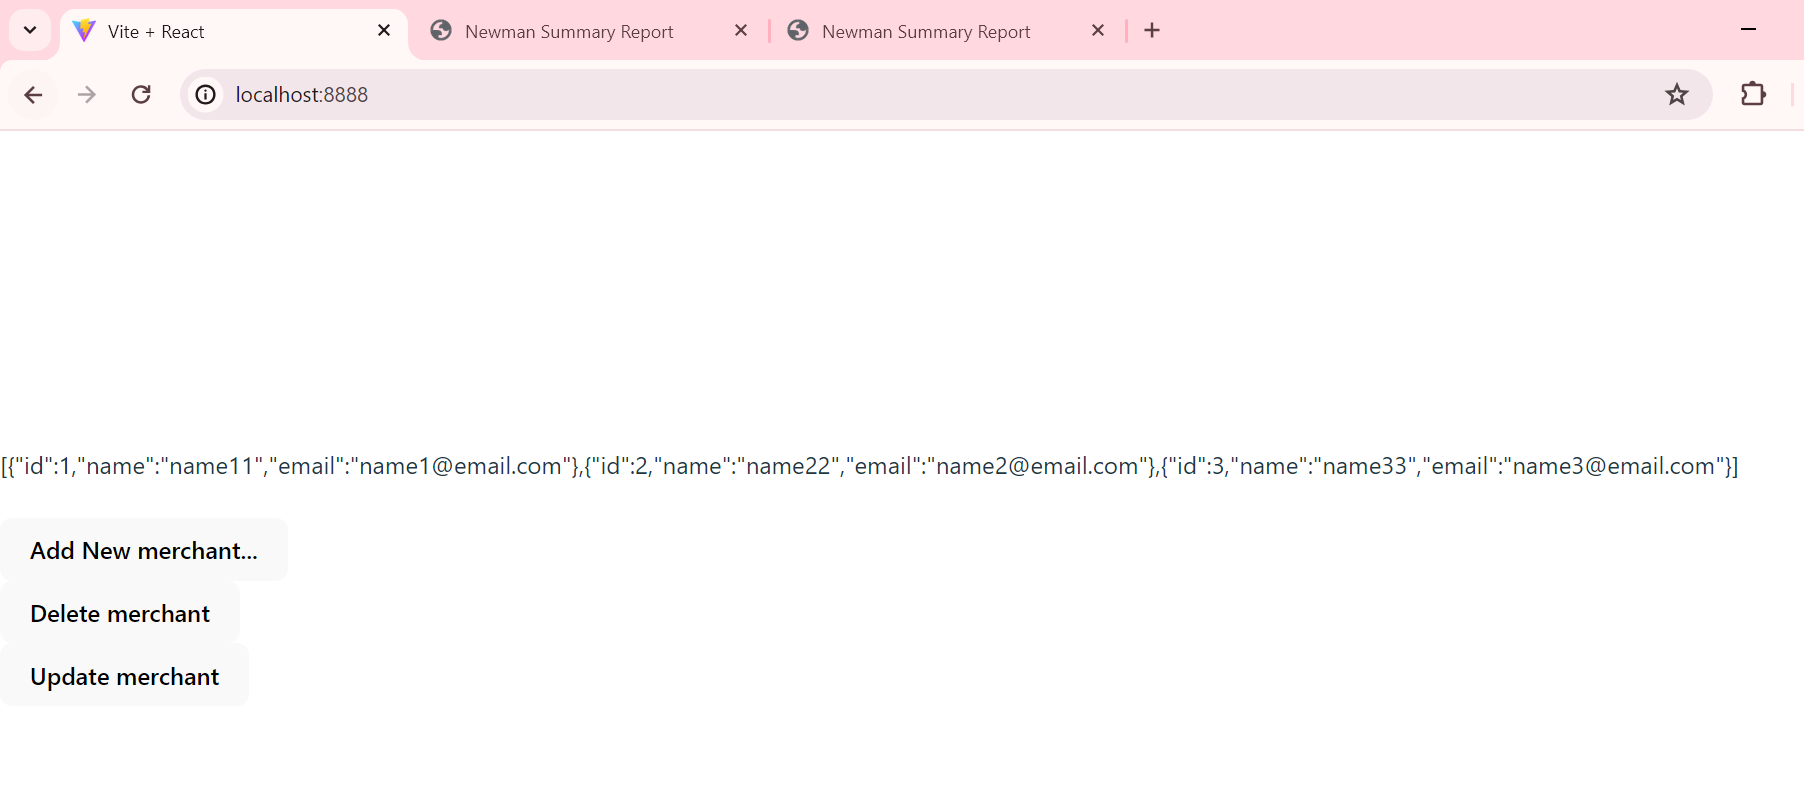 Vite + React
Newman Summary Report
Newman Summary Report
localhost:8888
[{"id":1,"name":"name11","email":"name1@email.com"},{"id":2,"name":"name22","email":"name2@email.com"},{"id":3,"name":"name33","email":"name3@email.com"}]
Add New merchant...
Delete merchant
Update merchant